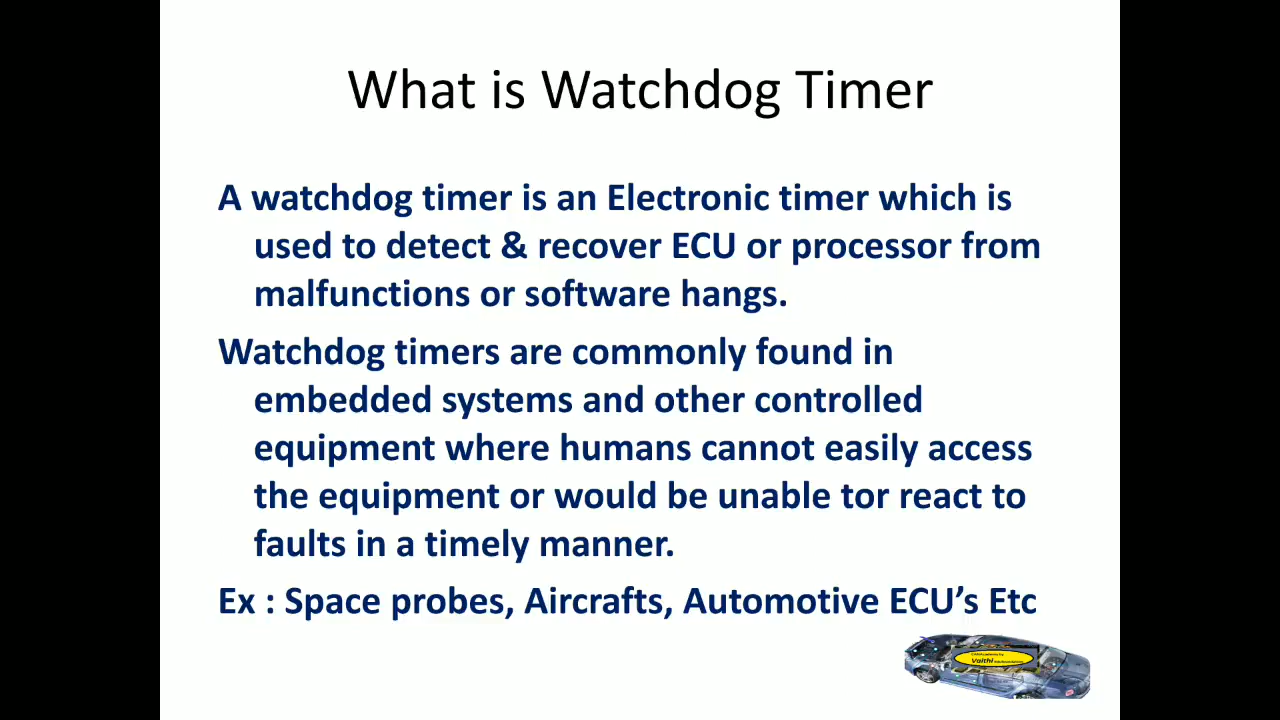 What is Watchdog Timer
A watchdog timer is an Electronic timer which is
used to detect & recover ECU or processor from
malfunctions or software hangs.
Watchdog timers are commonly found in
embedded systems and other controlled
equipment where humans cannot easily access
the equipment or would be unable tor react to
faults in a timely manner.
Ex : Space probes, Aircrafts, Automotive ECU’s Etc
Vaithi